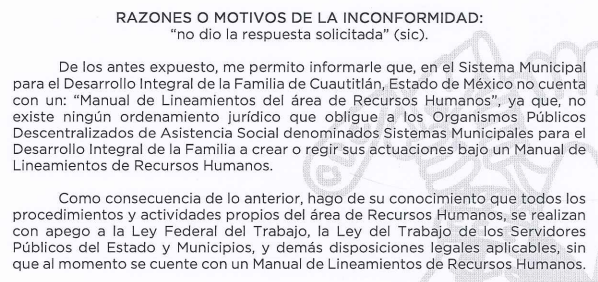 RAZONES O MOTIVOS DE LA INCONFORMIDAD:
"no dio la respuesta solicitada" (sic).
De los antes expuesto, me permito informarle que, en el Sistema Municipal
para el Desarrollo Integral de la Familia de Cuautitlán, Estado de México no cuenta
con un: "Manual de Lineamientos del área de Recursos Humanos", ya que, no
existe ningún ordenamiento jurídico que obligue a los Organismos Públicos
Descentralizados de Asistencia Social denominados Sistemas Municipales para el
Desarrollo Integral de la Familia a crear o regir sus actuaciones bajo un Manual de
Lineamientos de Recursos Humanos.
Como consecuencia de lo anterior, hago de su conocimiento que todos los
procedimientos y actividades propios del área de Recursos Humanos, se realizan
con apego a la Ley Federal del Trabajo, la Ley del Trabajo de los Servidores
Públicos del Estado y Municipios, y demás disposiciones legales aplicables, sin
que al momento se cuente con un Manual de Lineamientos de Recursos Humanos.